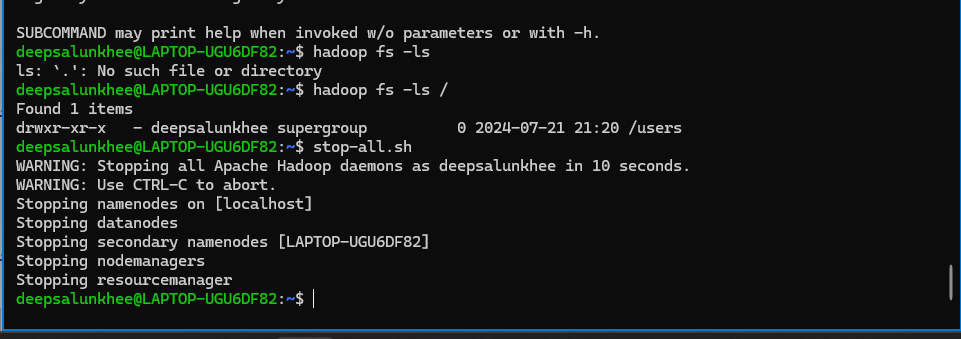 SUBCOMMAND may print help when invoked w/o parameters or with -h.
deepsalunkhee@LAPTOP-UGU6DF82:~$ hadoop fs -ls
ls: `.': No such file or directory
deepsalunkhee@LAPTOP-UGU6DF82:~$ hadoop fs -ls /
Found 1 items
drwxr-xr-x   - deepsalunkhee supergroup          0 2024-07-21 21:20 /users
deepsalunkhee@LAPTOP-UGU6DF82:~$ stop-all.sh
WARNING: Stopping all Apache Hadoop daemons as deepsalunkhee in 10 seconds.
WARNING: Use CTRL-C to abort.
Stopping namenodes on [localhost]
Stopping datanodes
Stopping secondary namenodes [LAPTOP-UGU6DF82]
Stopping nodemanagers
Stopping resourcemanager
deepsalunkhee@LAPTOP-UGU6DF82:~$